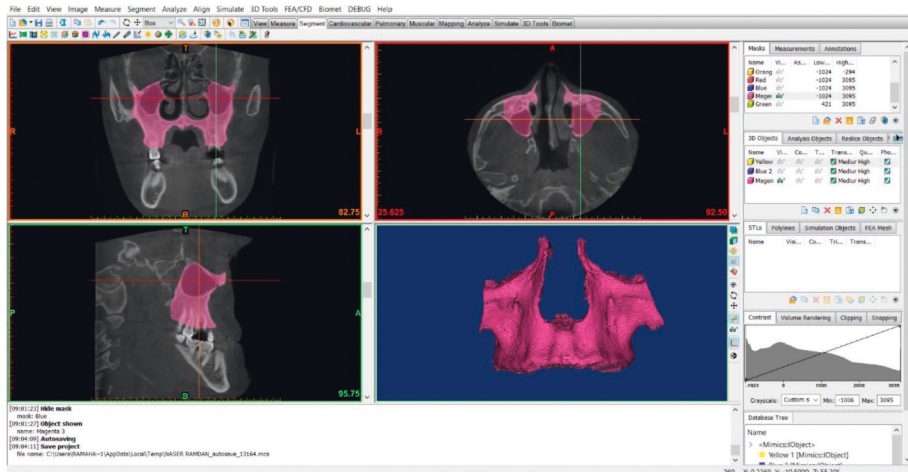 File Edit View Image Measure Segment Analyze Align Simulate 3D Tools FEA/CFD Biomet DEBUG Help
Box View Measure Segment Cardiovascular Pulmonary Muscular Mapping Analyze Simulate 3D Tools Biomet
T
R
L
B
82.75
A
R
L
P
25.625
82.50
T
P
A
B
95.75
Masks Measurements Annotations
Name Vi... As... Low... High...
Orang -1024 -294
Red -1024 3095
Blue -1024 3095
Mager -1024 3095
Green 421 3095
3D Objects Analysis Objects Reslice Objects
Name Vi... Co... T... Trans... Qu... Pho...
Yellow Mediur High
Blue 2 Mediur High
Magen Mediur High
STLs Polylines Simulation Objects FEA Mesh
Name Visi... Co... Tri... Trans...
Contrast Volume Rendering Clipping Snapping
-1023 0 1000 2000 3095
Grayscale: Custom s Min: -1006 Max: 3095
Database Tree
Name
<Mimics:IObject>
Yellow 1 [Mimics:IObject]
[09:01:23] Hide mask
mask: Blue
[09:01:27] Object shown
name: Magenta 3
[09:04:09] Autosaving
[09:04:11] Save project
file name: C:\Users\RAMAHA~1\AppData\Local\Temp\NASER RAMDAN_autosave_13164.mcs